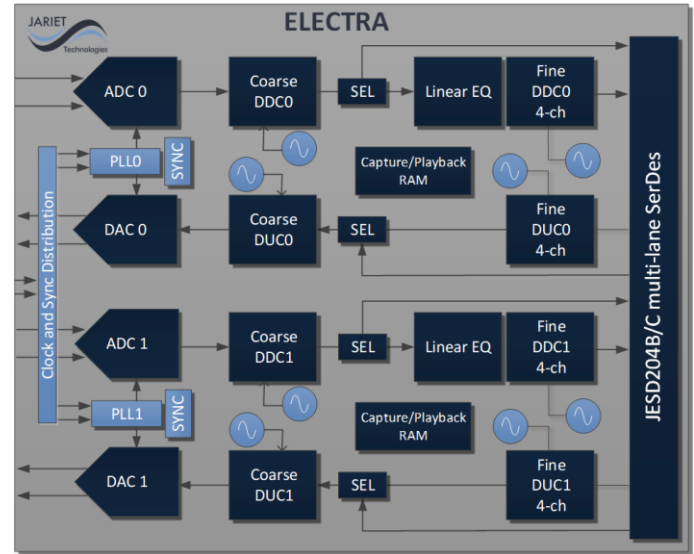 JARIET
Technologies
ELECTRA
ADC 0
Coarse
DDC0
SEL
Linear EQ
Fine
DDC0
4-ch
PLL0
SYNC
Capture/Playback
RAM
DAC 0
Coarse
DUC0
SEL
Fine
DUC0
4-ch
Clock and Sync Distribution
JESD204B/C multi-lane SerDes
ADC 1
Coarse
DDC1
SEL
Linear EQ
Fine
DDC1
4-ch
PLL1
SYNC
Capture/Playback
RAM
DAC 1
Coarse
DUC1
SEL
Fine
DUC1
4-ch